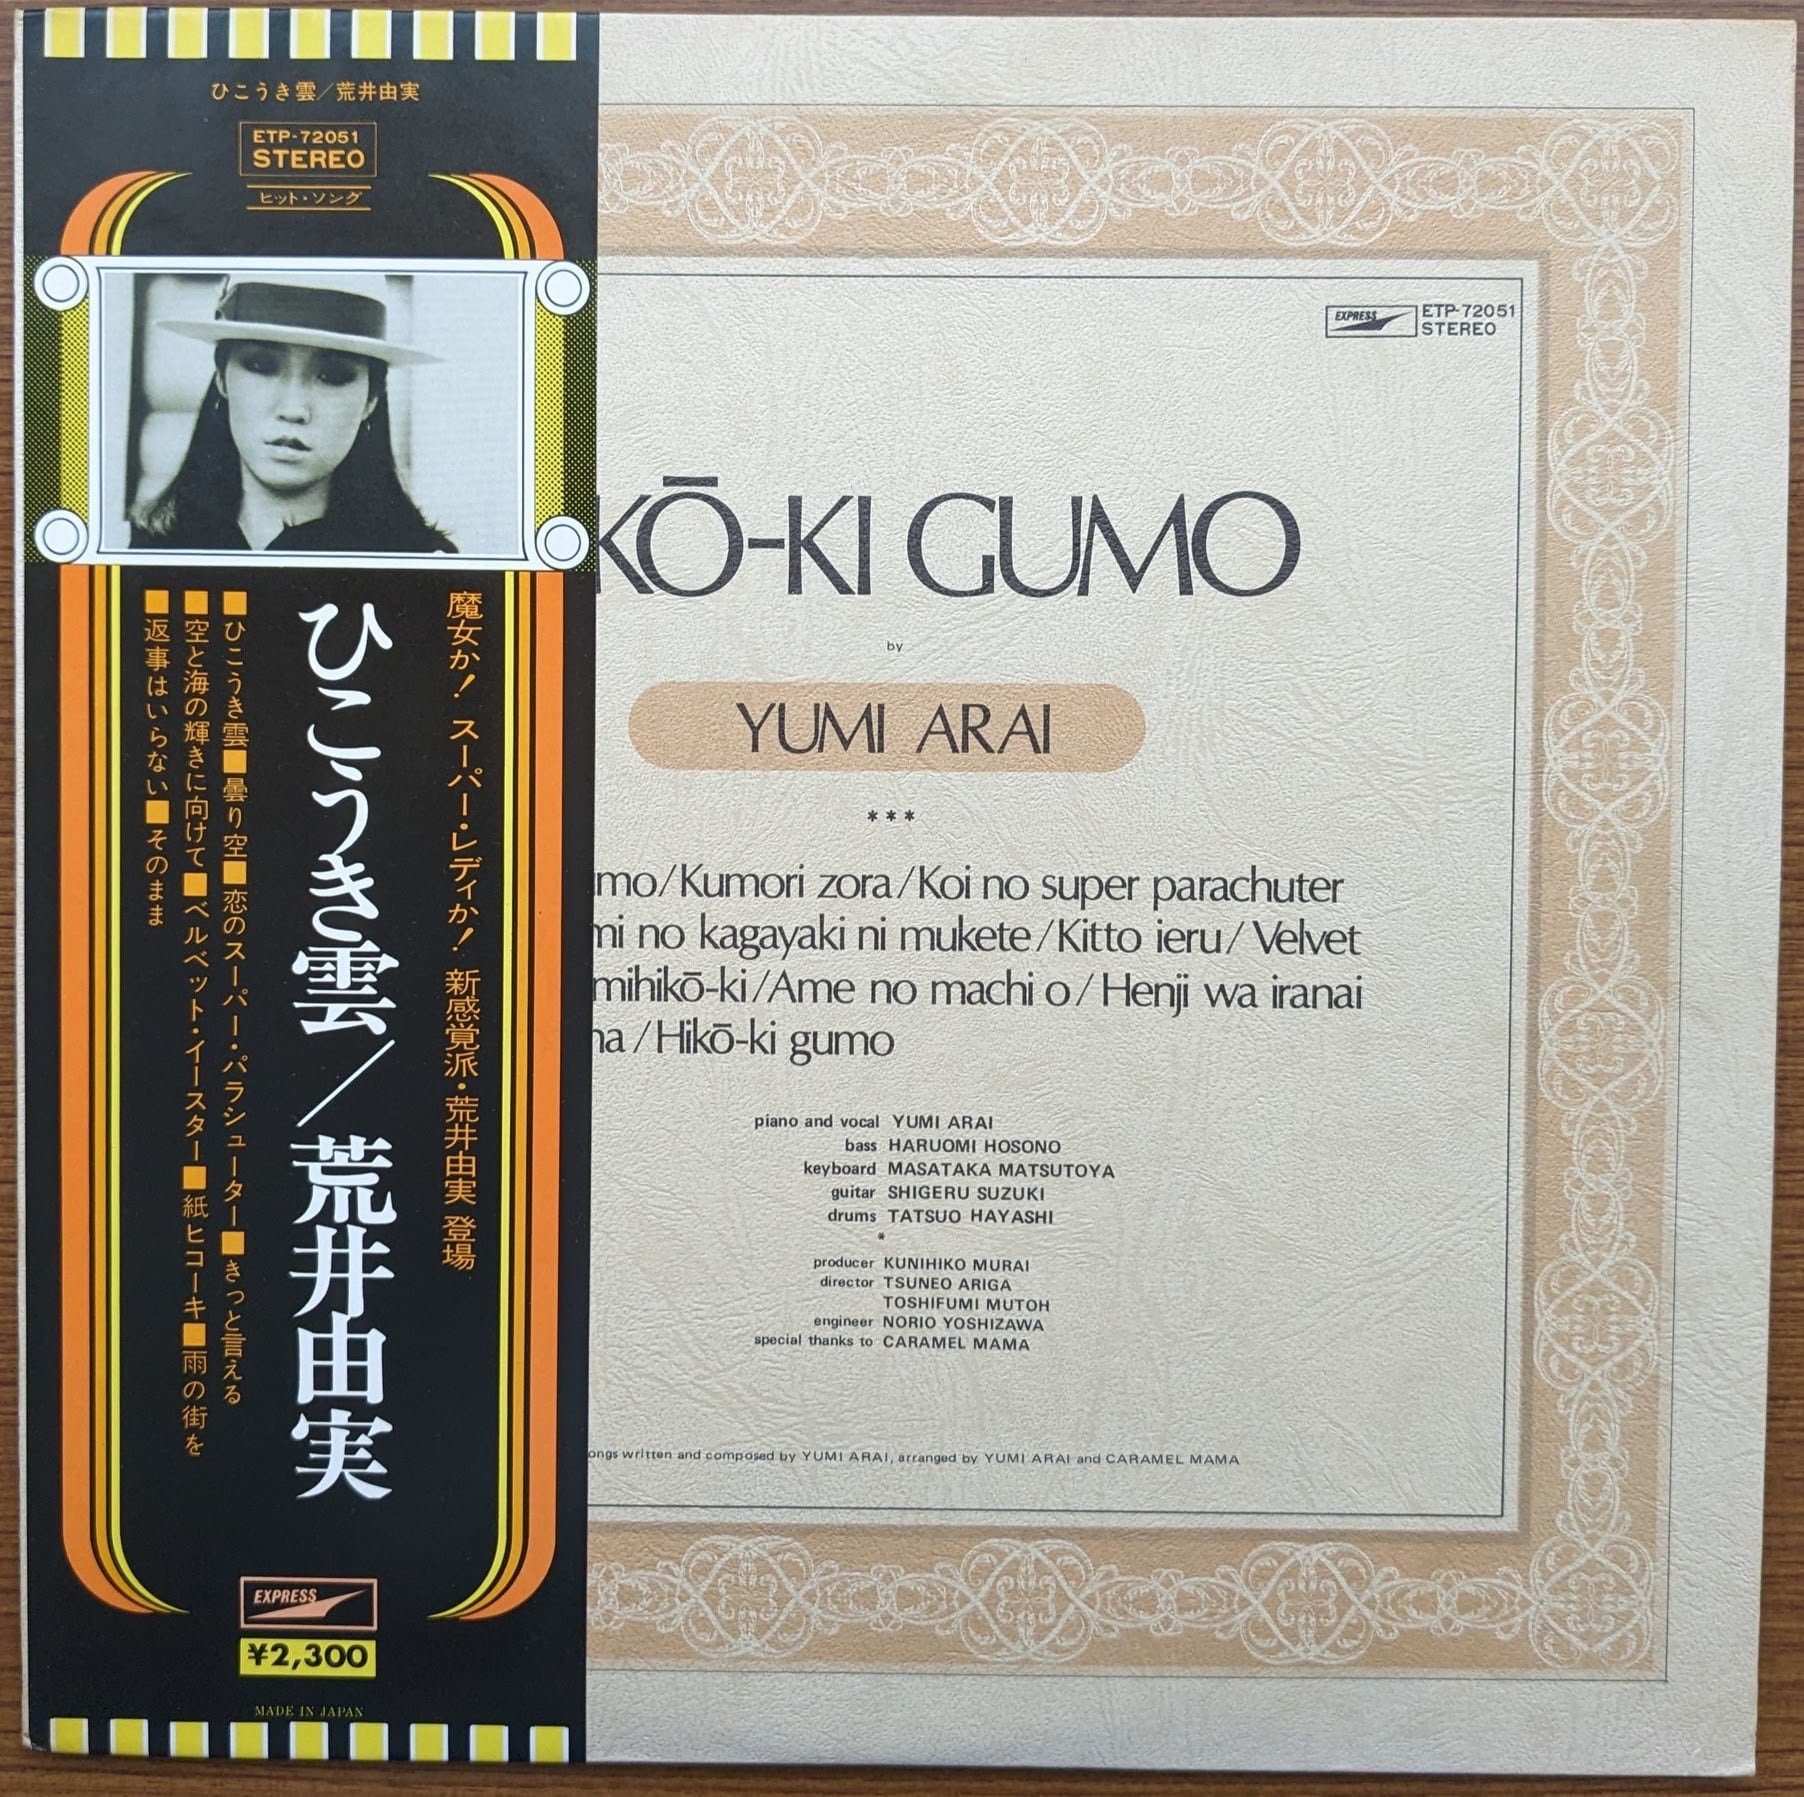 ひこうき雲／荒井由実
ETP-72051
STEREO
ヒット・ソング
魔女か！スーパー・レディか！新感覚派・荒井由実 登場
ひこうき雲／荒井由実
■ひこうき雲■曇り空■恋のスーパー・パラシューター■きっと言える
■空と海の輝きに向けて■ベルベット・イースター■紙ヒコーキ■雨の街を
■返事はいらない■そのまま
EXPRESS
¥2,300
MADE IN JAPAN
EXPRESS
ETP-72051
STEREO
KŌ-KI GUMO
by
YUMI ARAI
***
umo/Kumori zora/Koi no super parachuter
mi no kagayaki ni mukete/Kitto ieru/Velvet
mihikō-ki/Ame no machi o/Henji wa iranai
na/Hikō-ki gumo
piano and vocal YUMI ARAI
bass HARUOMI HOSONO
keyboard MASATAKA MATSUTOYA
guitar SHIGERU SUZUKI
drums TATSUO HAYASHI
*
producer KUNIHIKO MURAI
director TSUNEO ARIGA
TOSHIFUMI MUTOH
engineer NORIO YOSHIZAWA
special thanks to CARAMEL MAMA
ongs written and composed by YUMI ARAI, arranged by YUMI ARAI and CARAMEL MAMA